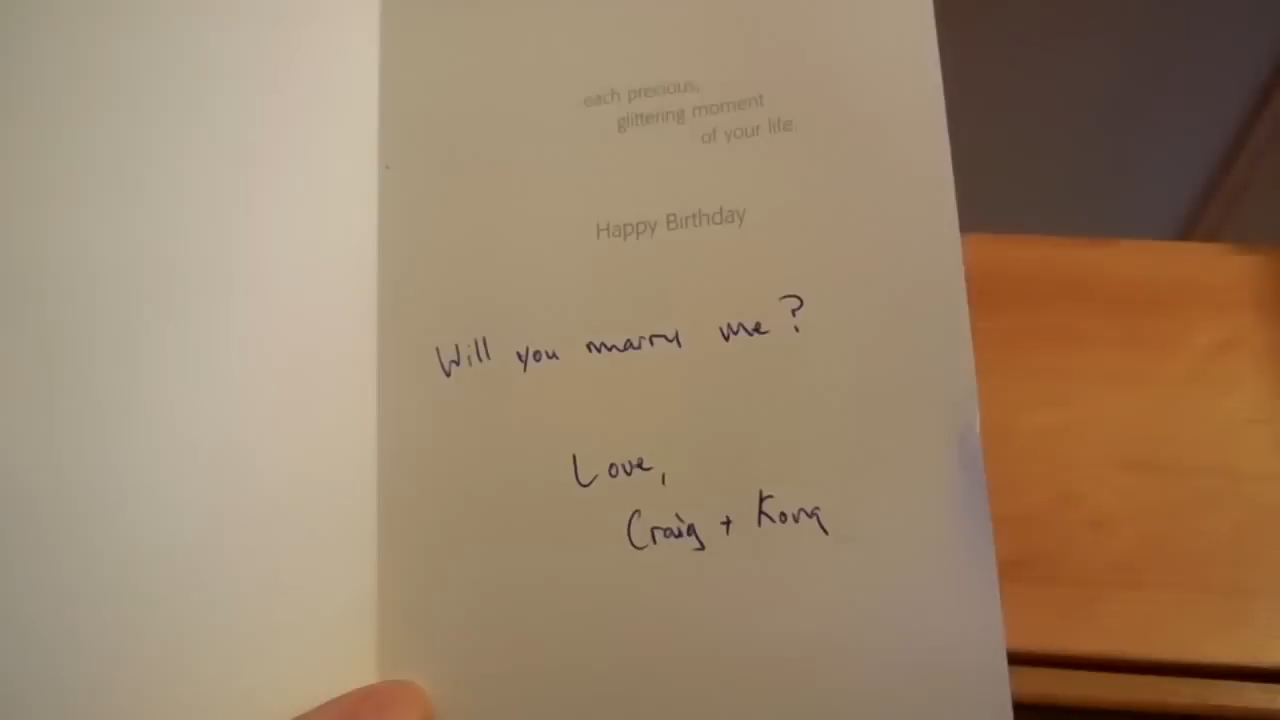 each precious,
glittering moment
of your life.
Happy Birthday
Will you marry me?
Love,
Craig + Kong